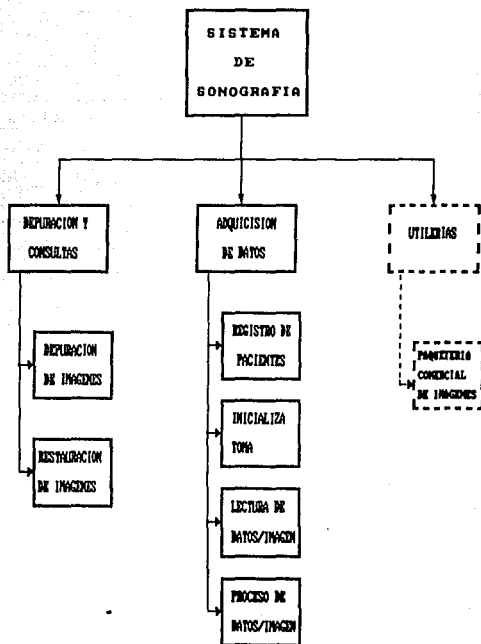 SISTEMA
DE
SONOGRAFIA
DEPURACION Y
CONSULTAS
ADQUICISION
DE DATOS
UTILERIAS
DEPURACION
DE IMAGENES
RESTAURACION
DE IMAGENES
REGISTRO DE
PACIENTES
INICIALIZA
TOMA
LECTURA DE
DATOS/IMAGEN
PROCESO DE
DATOS/IMAGEN
PAQUETERIA
COMERCIAL
DE IMAGENES